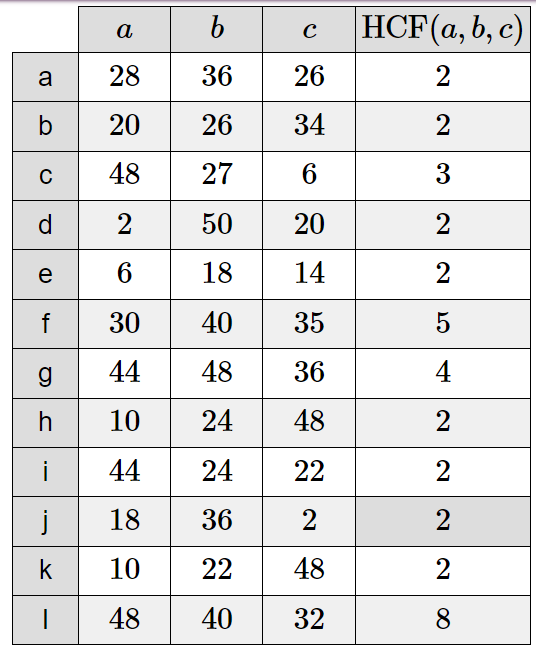 a b c HCF(a, b, c)
a 28 36 26 2
b 20 26 34 2
c 48 27 6 3
d 2 50 20 2
e 6 18 14 2
f 30 40 35 5
g 44 48 36 4
h 10 24 48 2
i 44 24 22 2
j 18 36 2 2
k 10 22 48 2
l 48 40 32 8